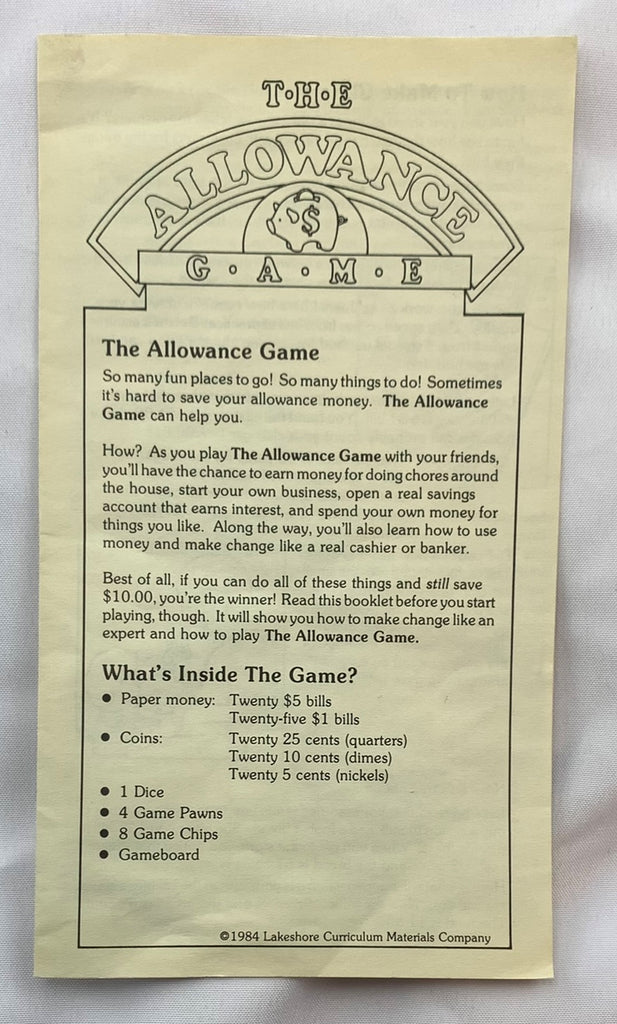 T·H·E
ALLOWANCE
$
G · A · M · E
The Allowance Game
So many fun places to go! So many things to do! Sometimes
it's hard to save your allowance money. The Allowance
Game can help you.
How? As you play The Allowance Game with your friends,
you'll have the chance to earn money for doing chores around
the house, start your own business, open a real savings
account that earns interest, and spend your own money for
things you like. Along the way, you'll also learn how to use
money and make change like a real cashier or banker.
Best of all, if you can do all of these things and still save
$10.00, you're the winner! Read this booklet before you start
playing, though. It will show you how to make change like an
expert and how to play The Allowance Game.
What's Inside The Game?
● Paper money: Twenty $5 bills
Twenty-five $1 bills
● Coins: Twenty 25 cents (quarters)
Twenty 10 cents (dimes)
Twenty 5 cents (nickels)
● 1 Dice
● 4 Game Pawns
● 8 Game Chips
● Gameboard
©1984 Lakeshore Curriculum Materials Company